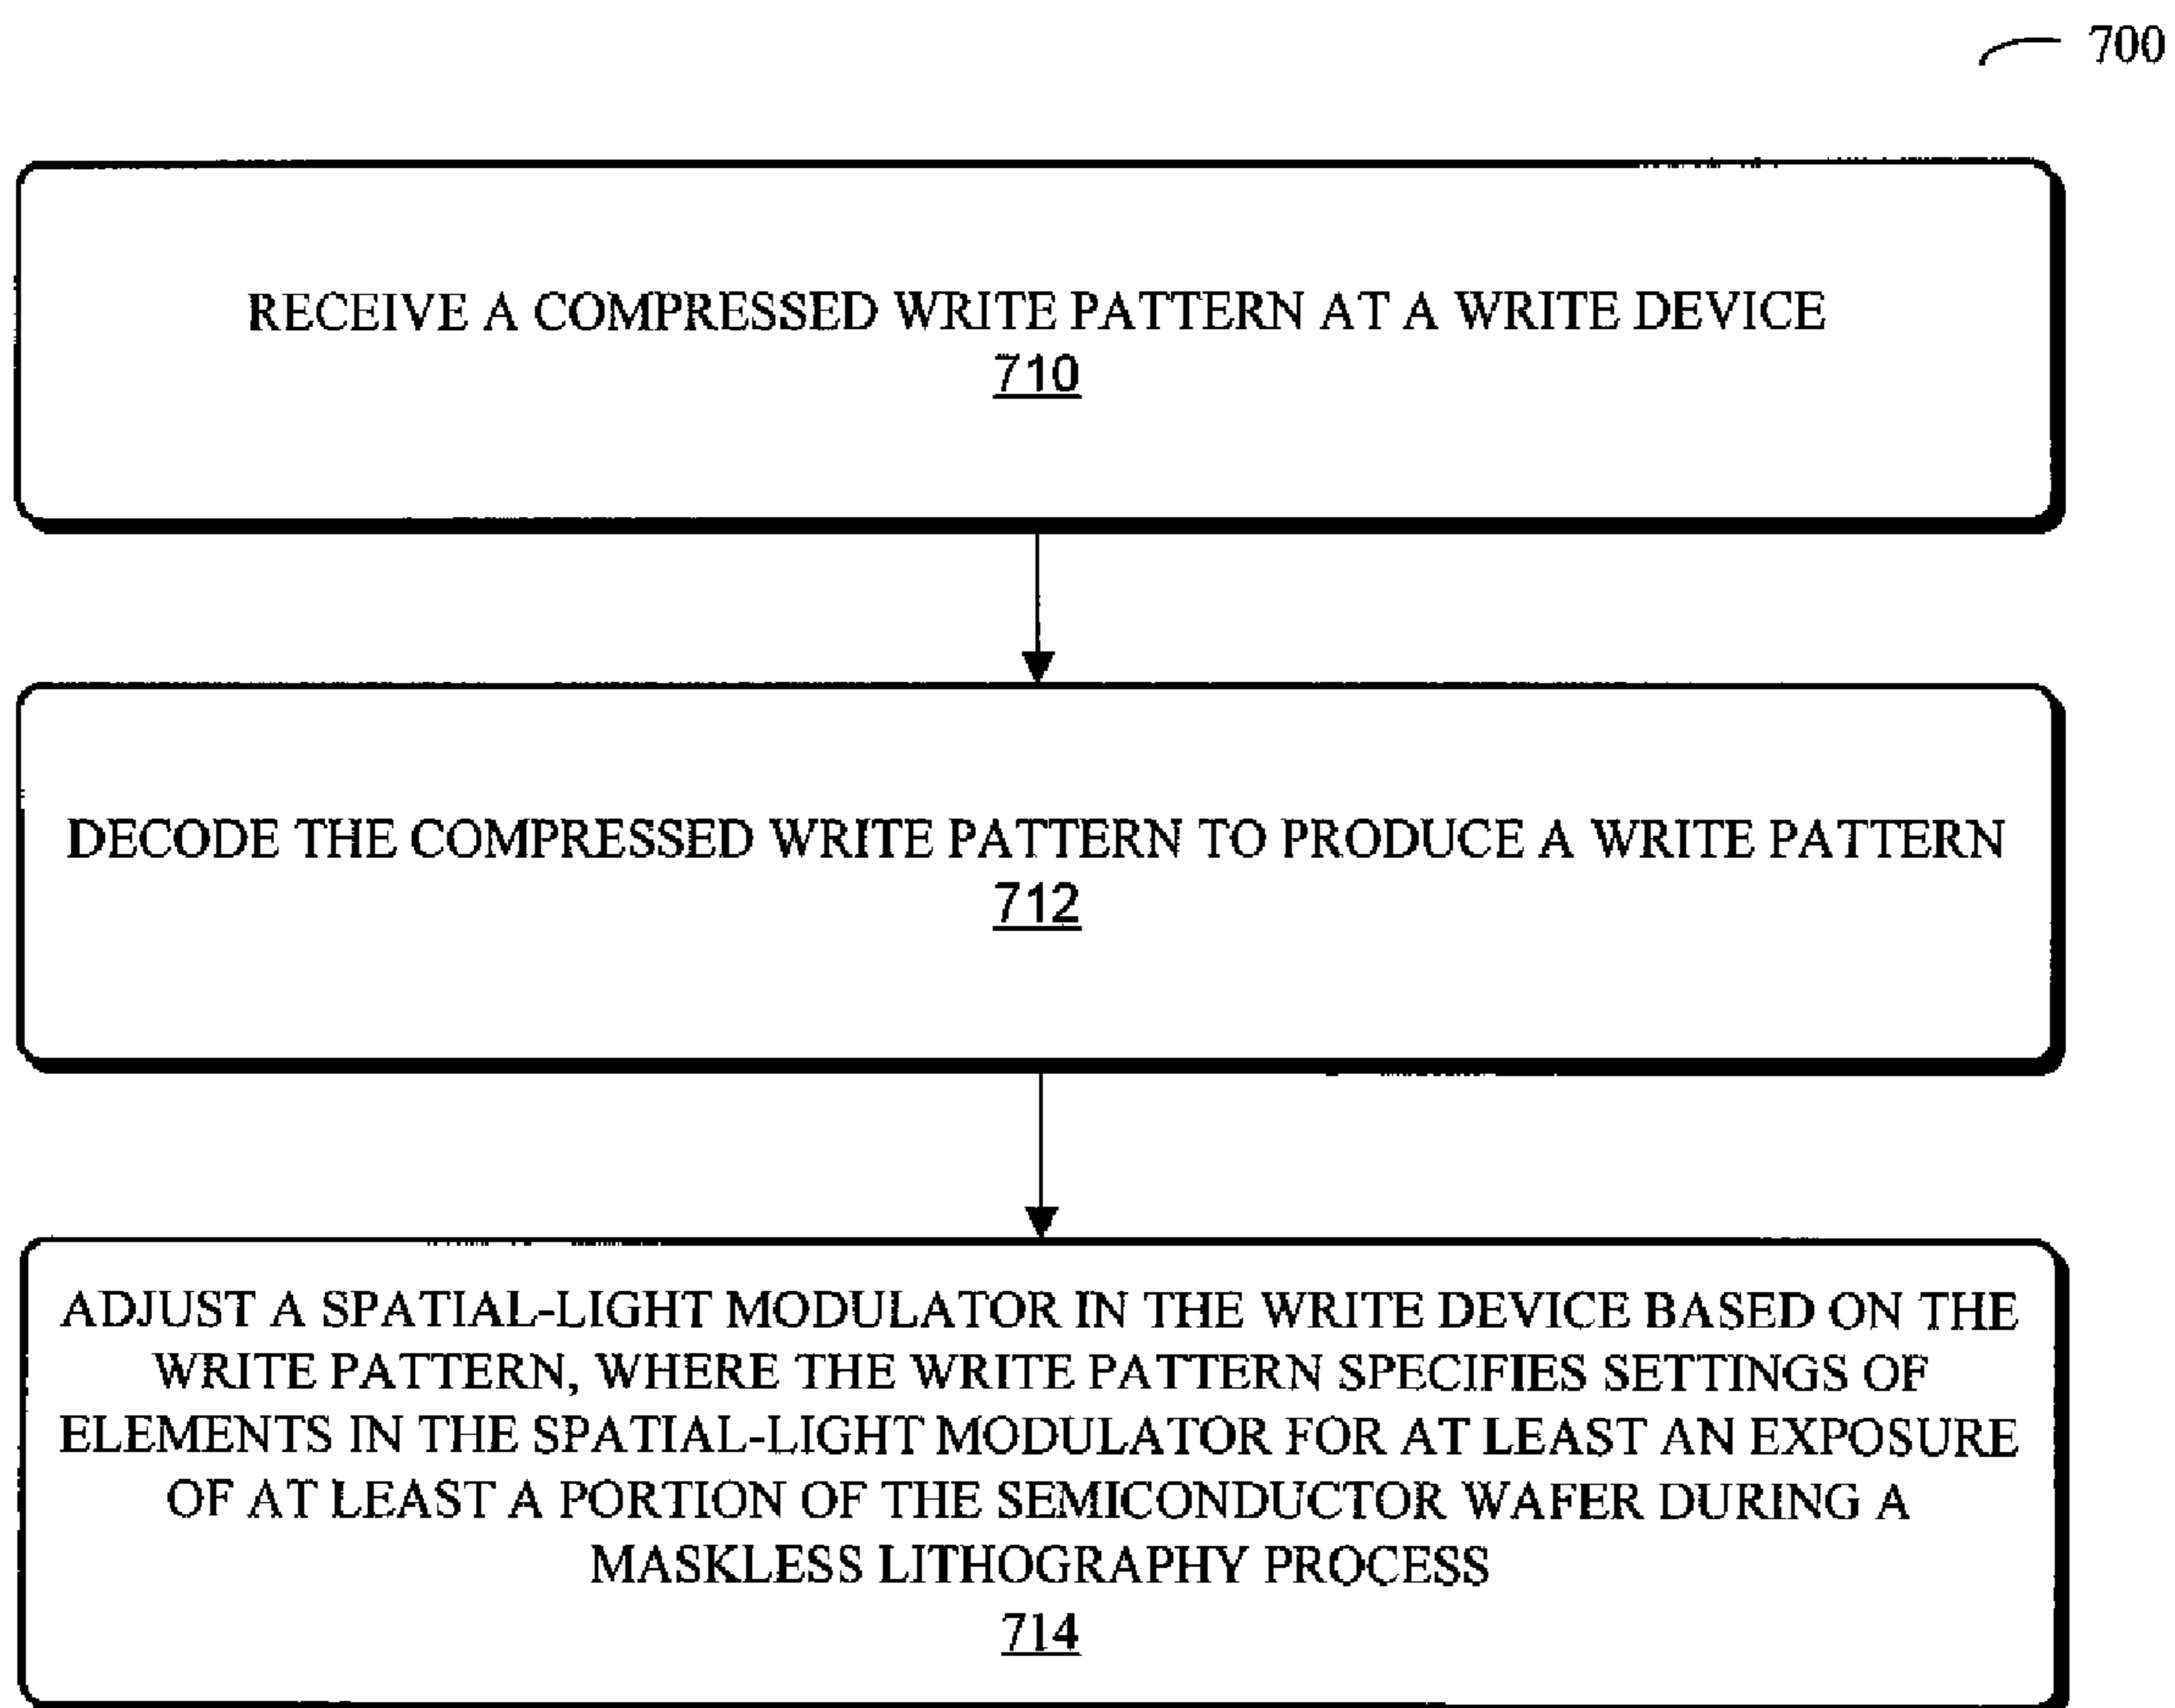 700
RECEIVE A COMPRESSED WRITE PATTERN AT A WRITE DEVICE
710
DECODE THE COMPRESSED WRITE PATTERN TO PRODUCE A WRITE PATTERN
712
ADJUST A SPATIAL-LIGHT MODULATOR IN THE WRITE DEVICE BASED ON THE
WRITE PATTERN, WHERE THE WRITE PATTERN SPECIFIES SETTINGS OF
ELEMENTS IN THE SPATIAL-LIGHT MODULATOR FOR AT LEAST AN EXPOSURE
OF AT LEAST A PORTION OF THE SEMICONDUCTOR WAFER DURING A
MASKLESS LITHOGRAPHY PROCESS
714